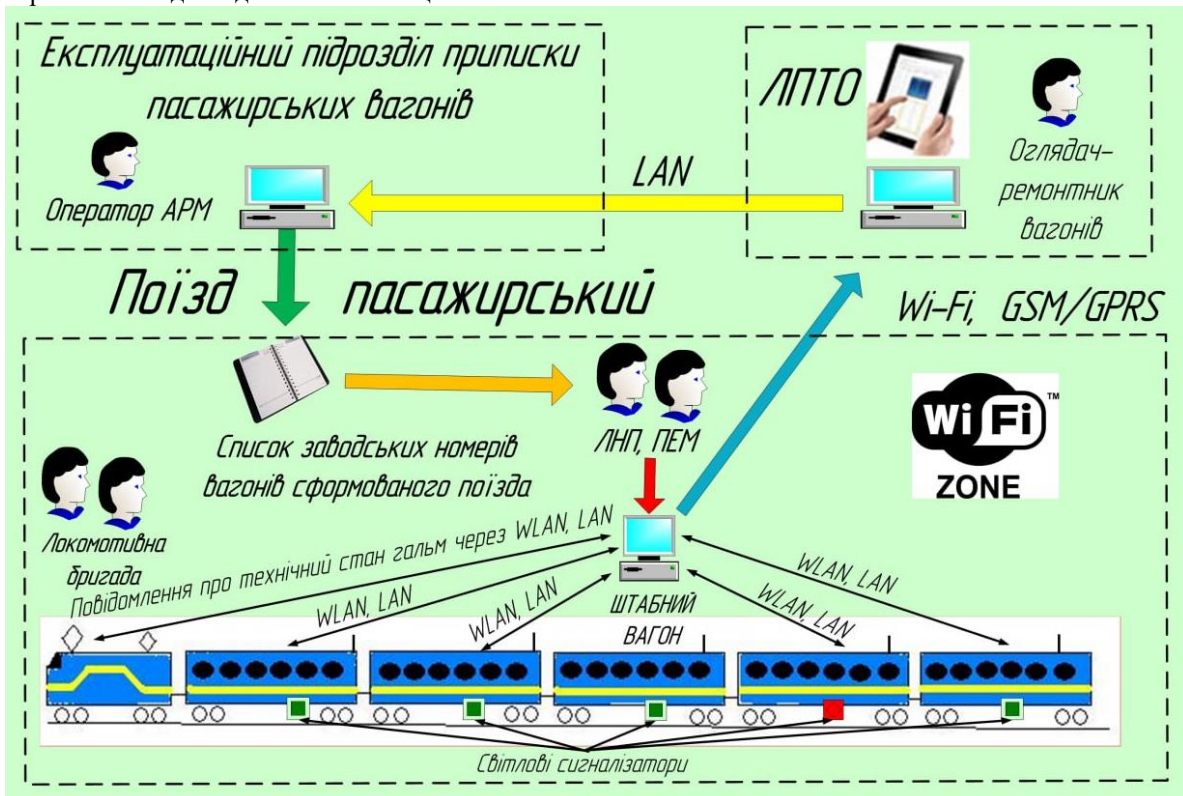 Експлуатаційний підрозділ приписки
пасажирських вагонів
Оператор АРМ
LAN
ЛПТО
Оглядач-
ремонтник
вагонів
Поїзд пасажирський
Wi-Fi, GSM/GPRS
Список заводських номерів
вагонів сформованого поїзда
ЛНП, ПЕМ
Wi Fi TM
ZONE
Локомотивна
бригада
Повідомлення про технічний стан гальм через WLAN, LAN
WLAN, LAN
WLAN, LAN
WLAN, LAN
WLAN, LAN
ШТАБНИЙ
ВАГОН
Світлові сигналізатори